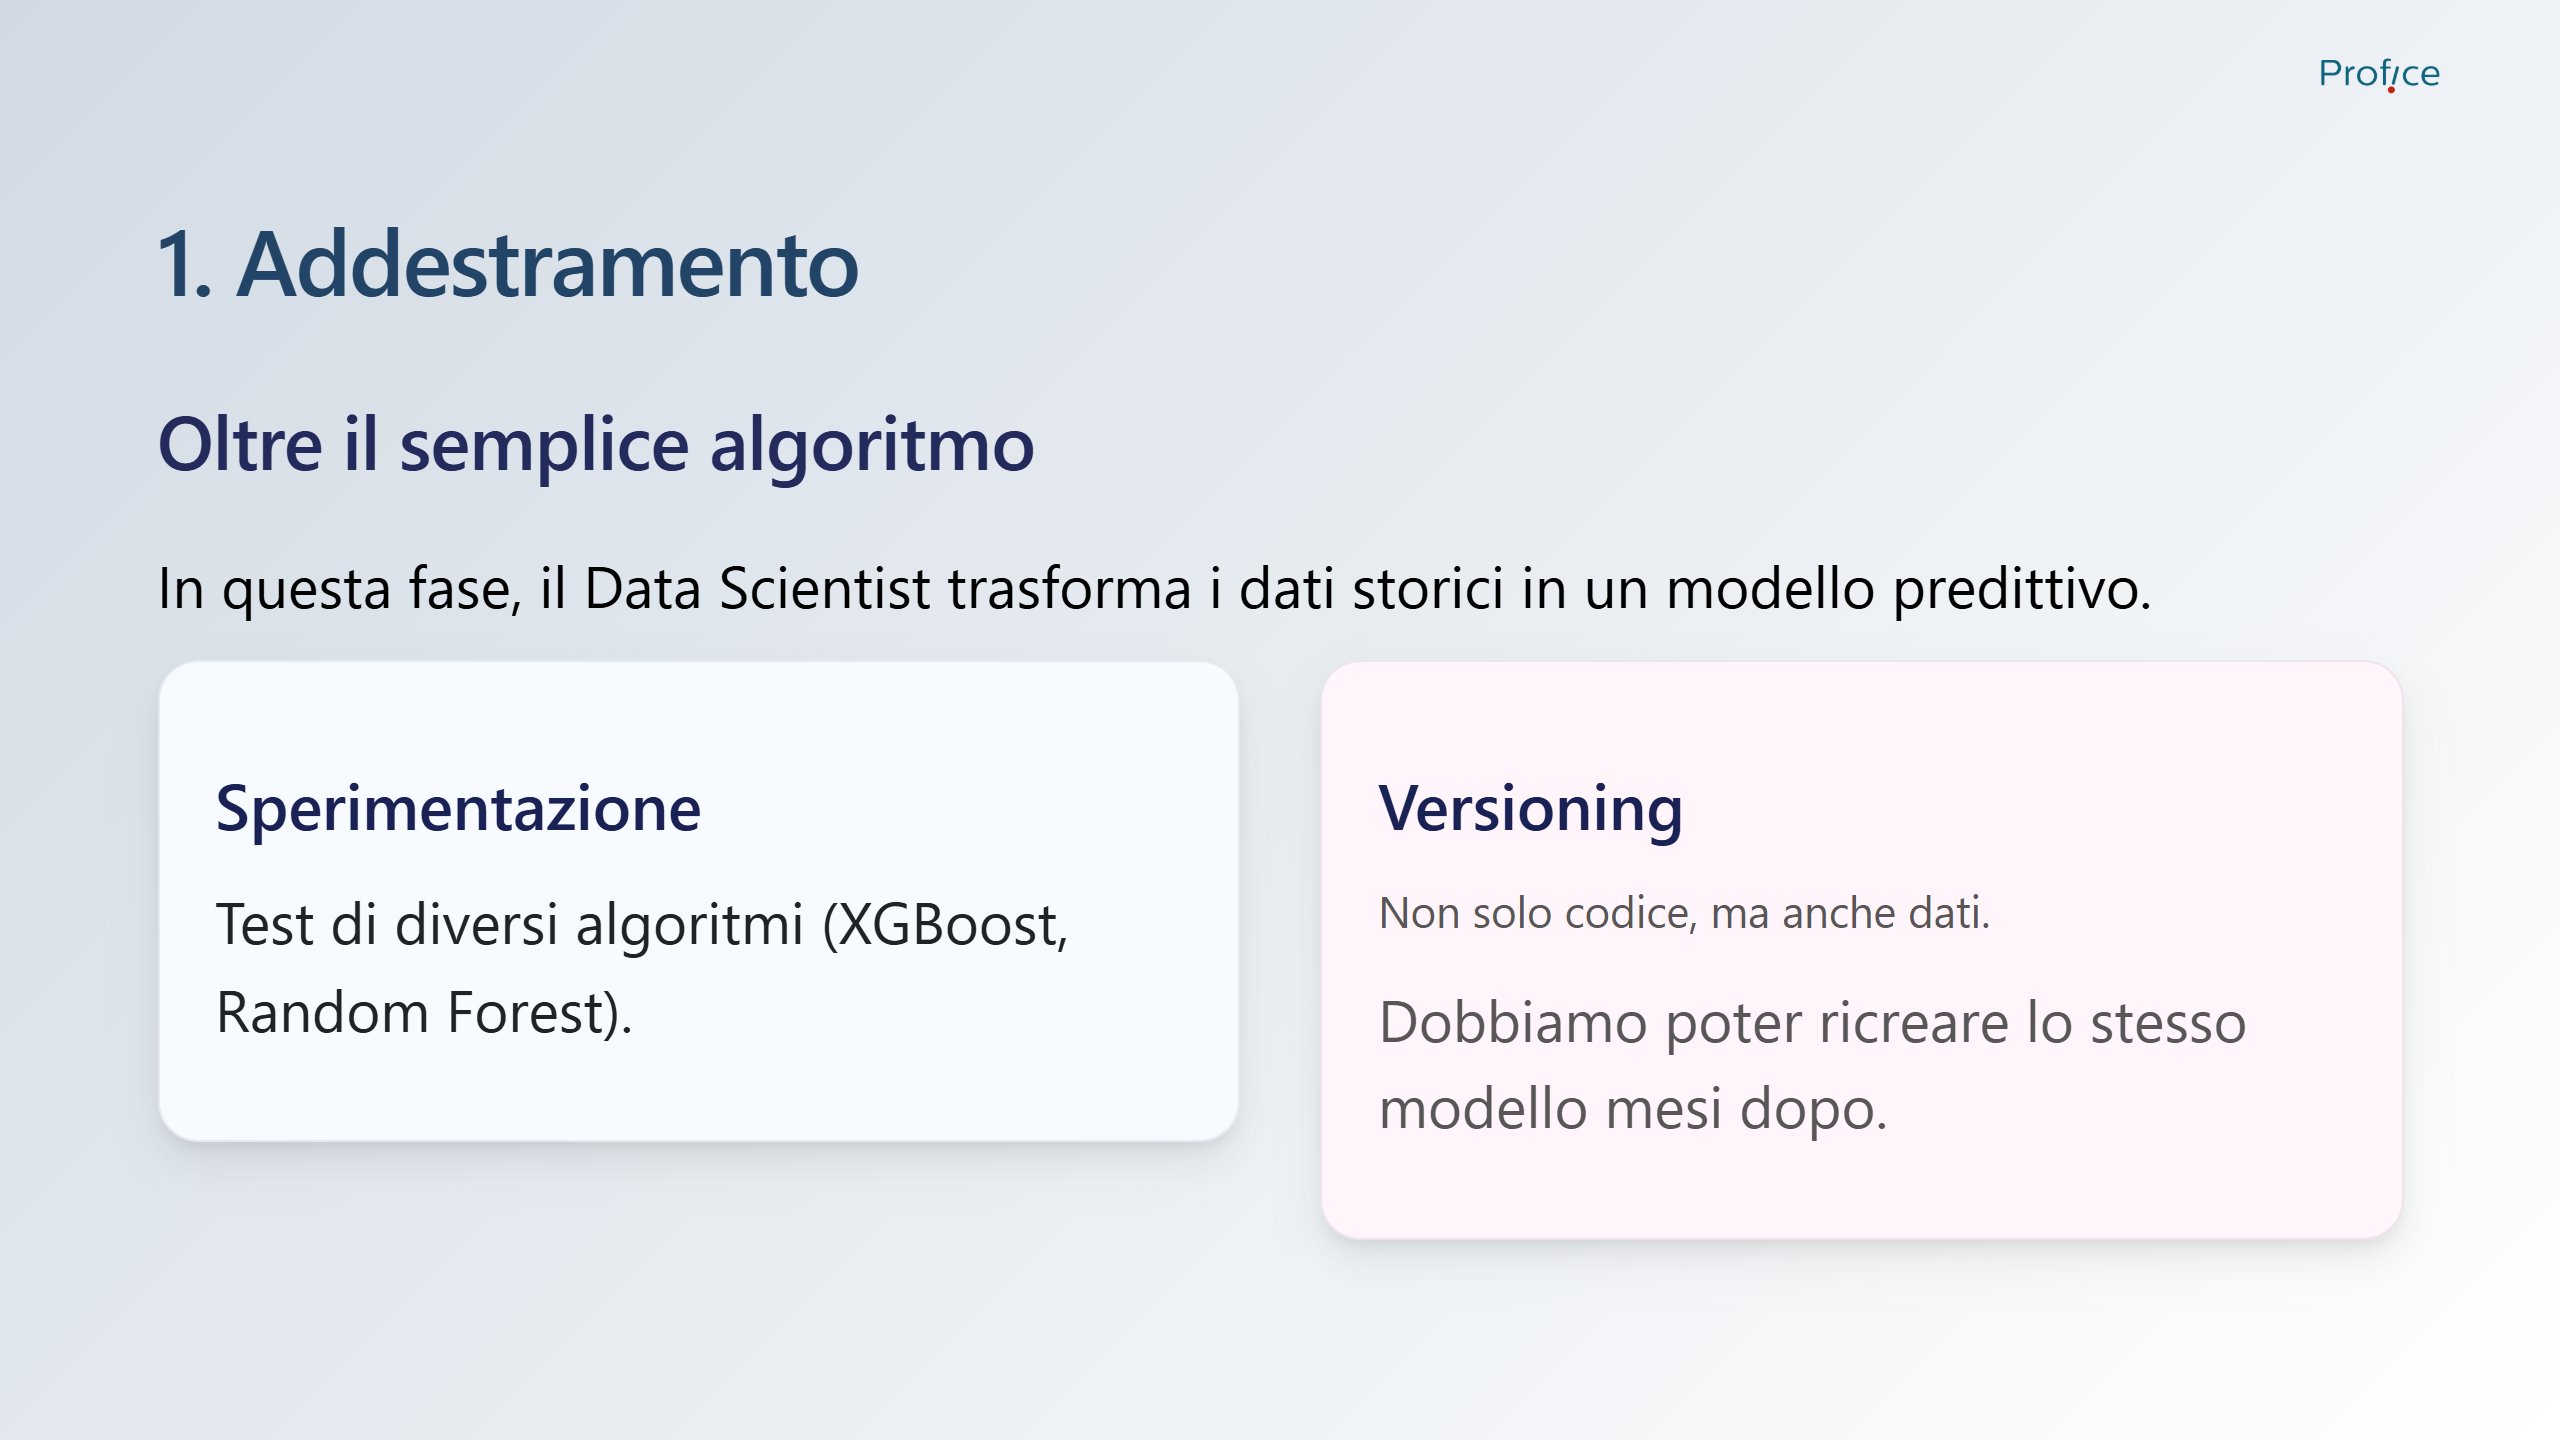 Profice
1. Addestramento
Oltre il semplice algoritmo
In questa fase, il Data Scientist trasforma i dati storici in un modello predittivo.
Sperimentazione
Test di diversi algoritmi (XGBoost,
Random Forest).
Versioning
Non solo codice, ma anche dati.
Dobbiamo poter ricreare lo stesso
modello mesi dopo.